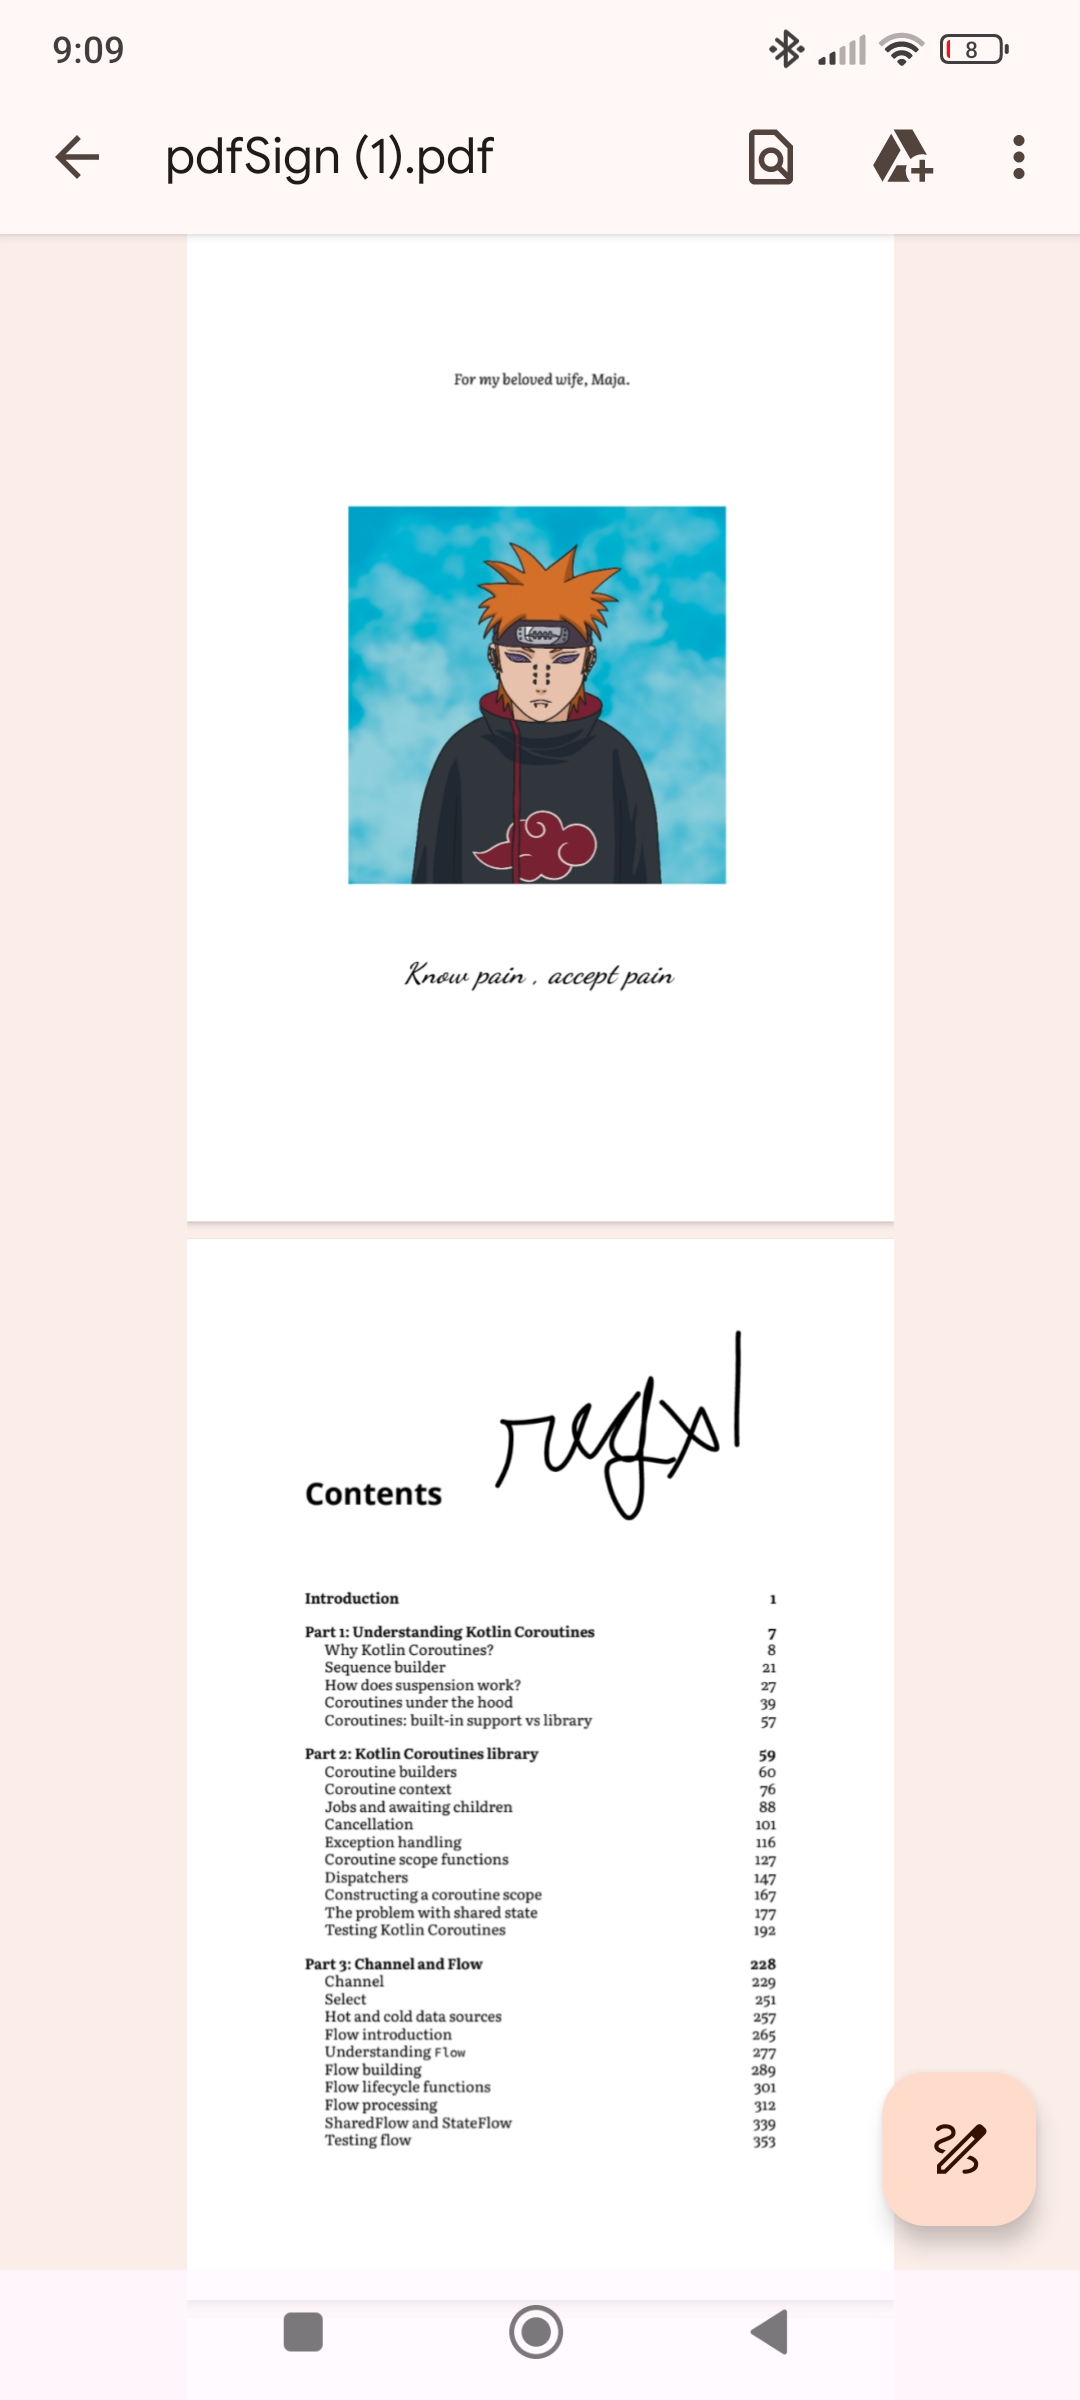 9:09
8
pdfSign (1).pdf
For my beloved wife, Maja.
Know pain , accept pain
Contents
Introduction 1
Part 1: Understanding Kotlin Coroutines 7
Why Kotlin Coroutines? 8
Sequence builder 21
How does suspension work? 27
Coroutines under the hood 39
Coroutines: built-in support vs library 57
Part 2: Kotlin Coroutines library 59
Coroutine builders 60
Coroutine context 76
Jobs and awaiting children 88
Cancellation 101
Exception handling 116
Coroutine scope functions 127
Dispatchers 147
Constructing a coroutine scope 167
The problem with shared state 177
Testing Kotlin Coroutines 192
Part 3: Channel and Flow 228
Channel 229
Select 251
Hot and cold data sources 257
Flow introduction 265
Understanding Flow 277
Flow building 289
Flow lifecycle functions 301
Flow processing 312
SharedFlow and StateFlow 339
Testing flow 353